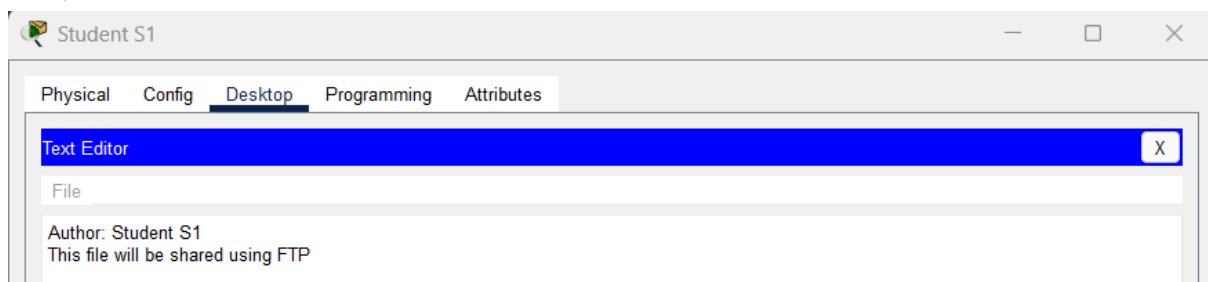 Student S1
Physical Config Desktop Programming Attributes
Text Editor X
File
Author: Student S1
This file will be shared using FTP